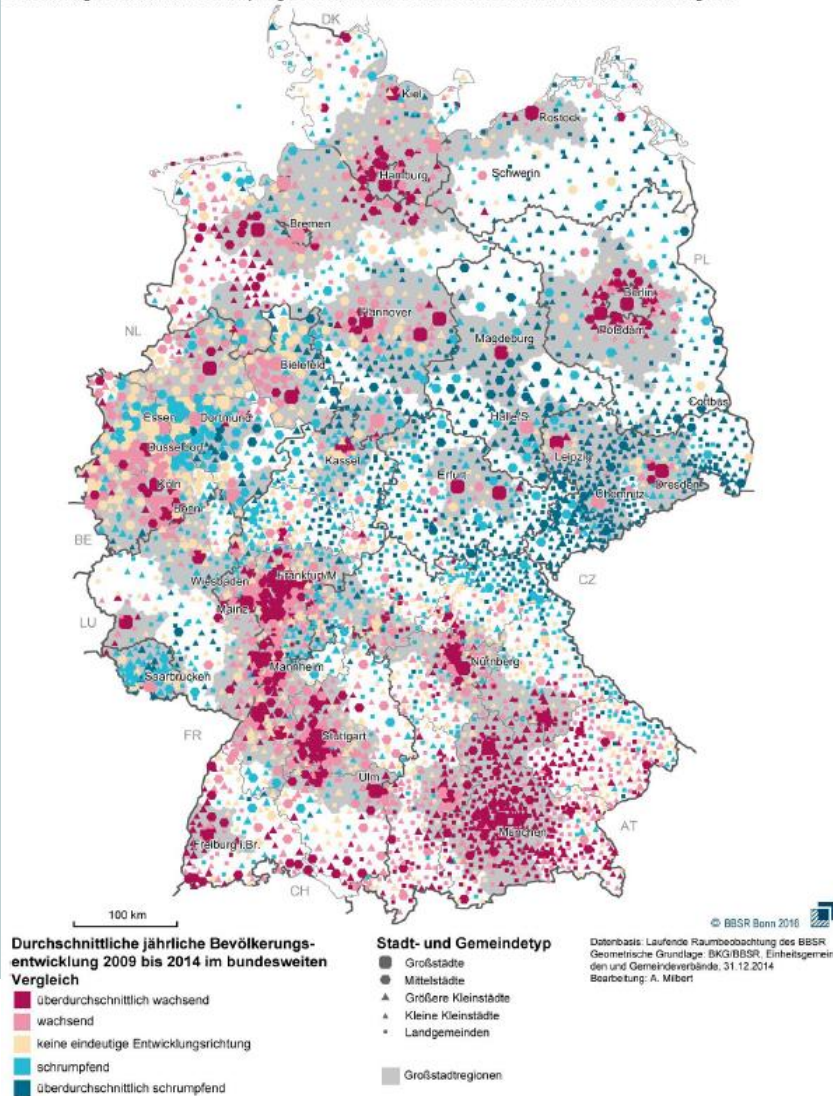 DK
Kiel
Rostock
Hamburg
Schwerin
Bremen
PL
Berlin
Hannover
Potsdam
NL
Magdeburg
Bielefeld
Cottbus
Essen
Dortmund
Halle/S.
Düsseldorf
Leipzig
Kassel
Köln
Erfurt
Dresden
Chemnitz
Bonn
BE
Wiesbaden
Frankfurt/M.
CZ
Mainz
LU
Mannheim
Nürnberg
Saarbrücken
FR
Stuttgart
Ulm
München
AT
Freiburg i.Br.
CH
100 km
© BBSR Bonn 2016
Durchschnittliche jährliche Bevölkerungs-
entwicklung 2009 bis 2014 im bundesweiten
Vergleich
überdurchschnittlich wachsend
wachsend
keine eindeutige Entwicklungsrichtung
schrumpfend
überdurchschnittlich schrumpfend
Stadt- und Gemeindetyp
Großstädte
Mittelstädte
Größere Kleinstädte
Kleine Kleinstädte
Landgemeinden
Großstadtregionen
Datenbasis: Laufende Raumbeobachtung des BBSR
Geometrische Grundlage: BKG/BBSR, Einheitsgemein
den und Gemeindeverbände, 31.12.2014
Bearbeitung: A. Milbert